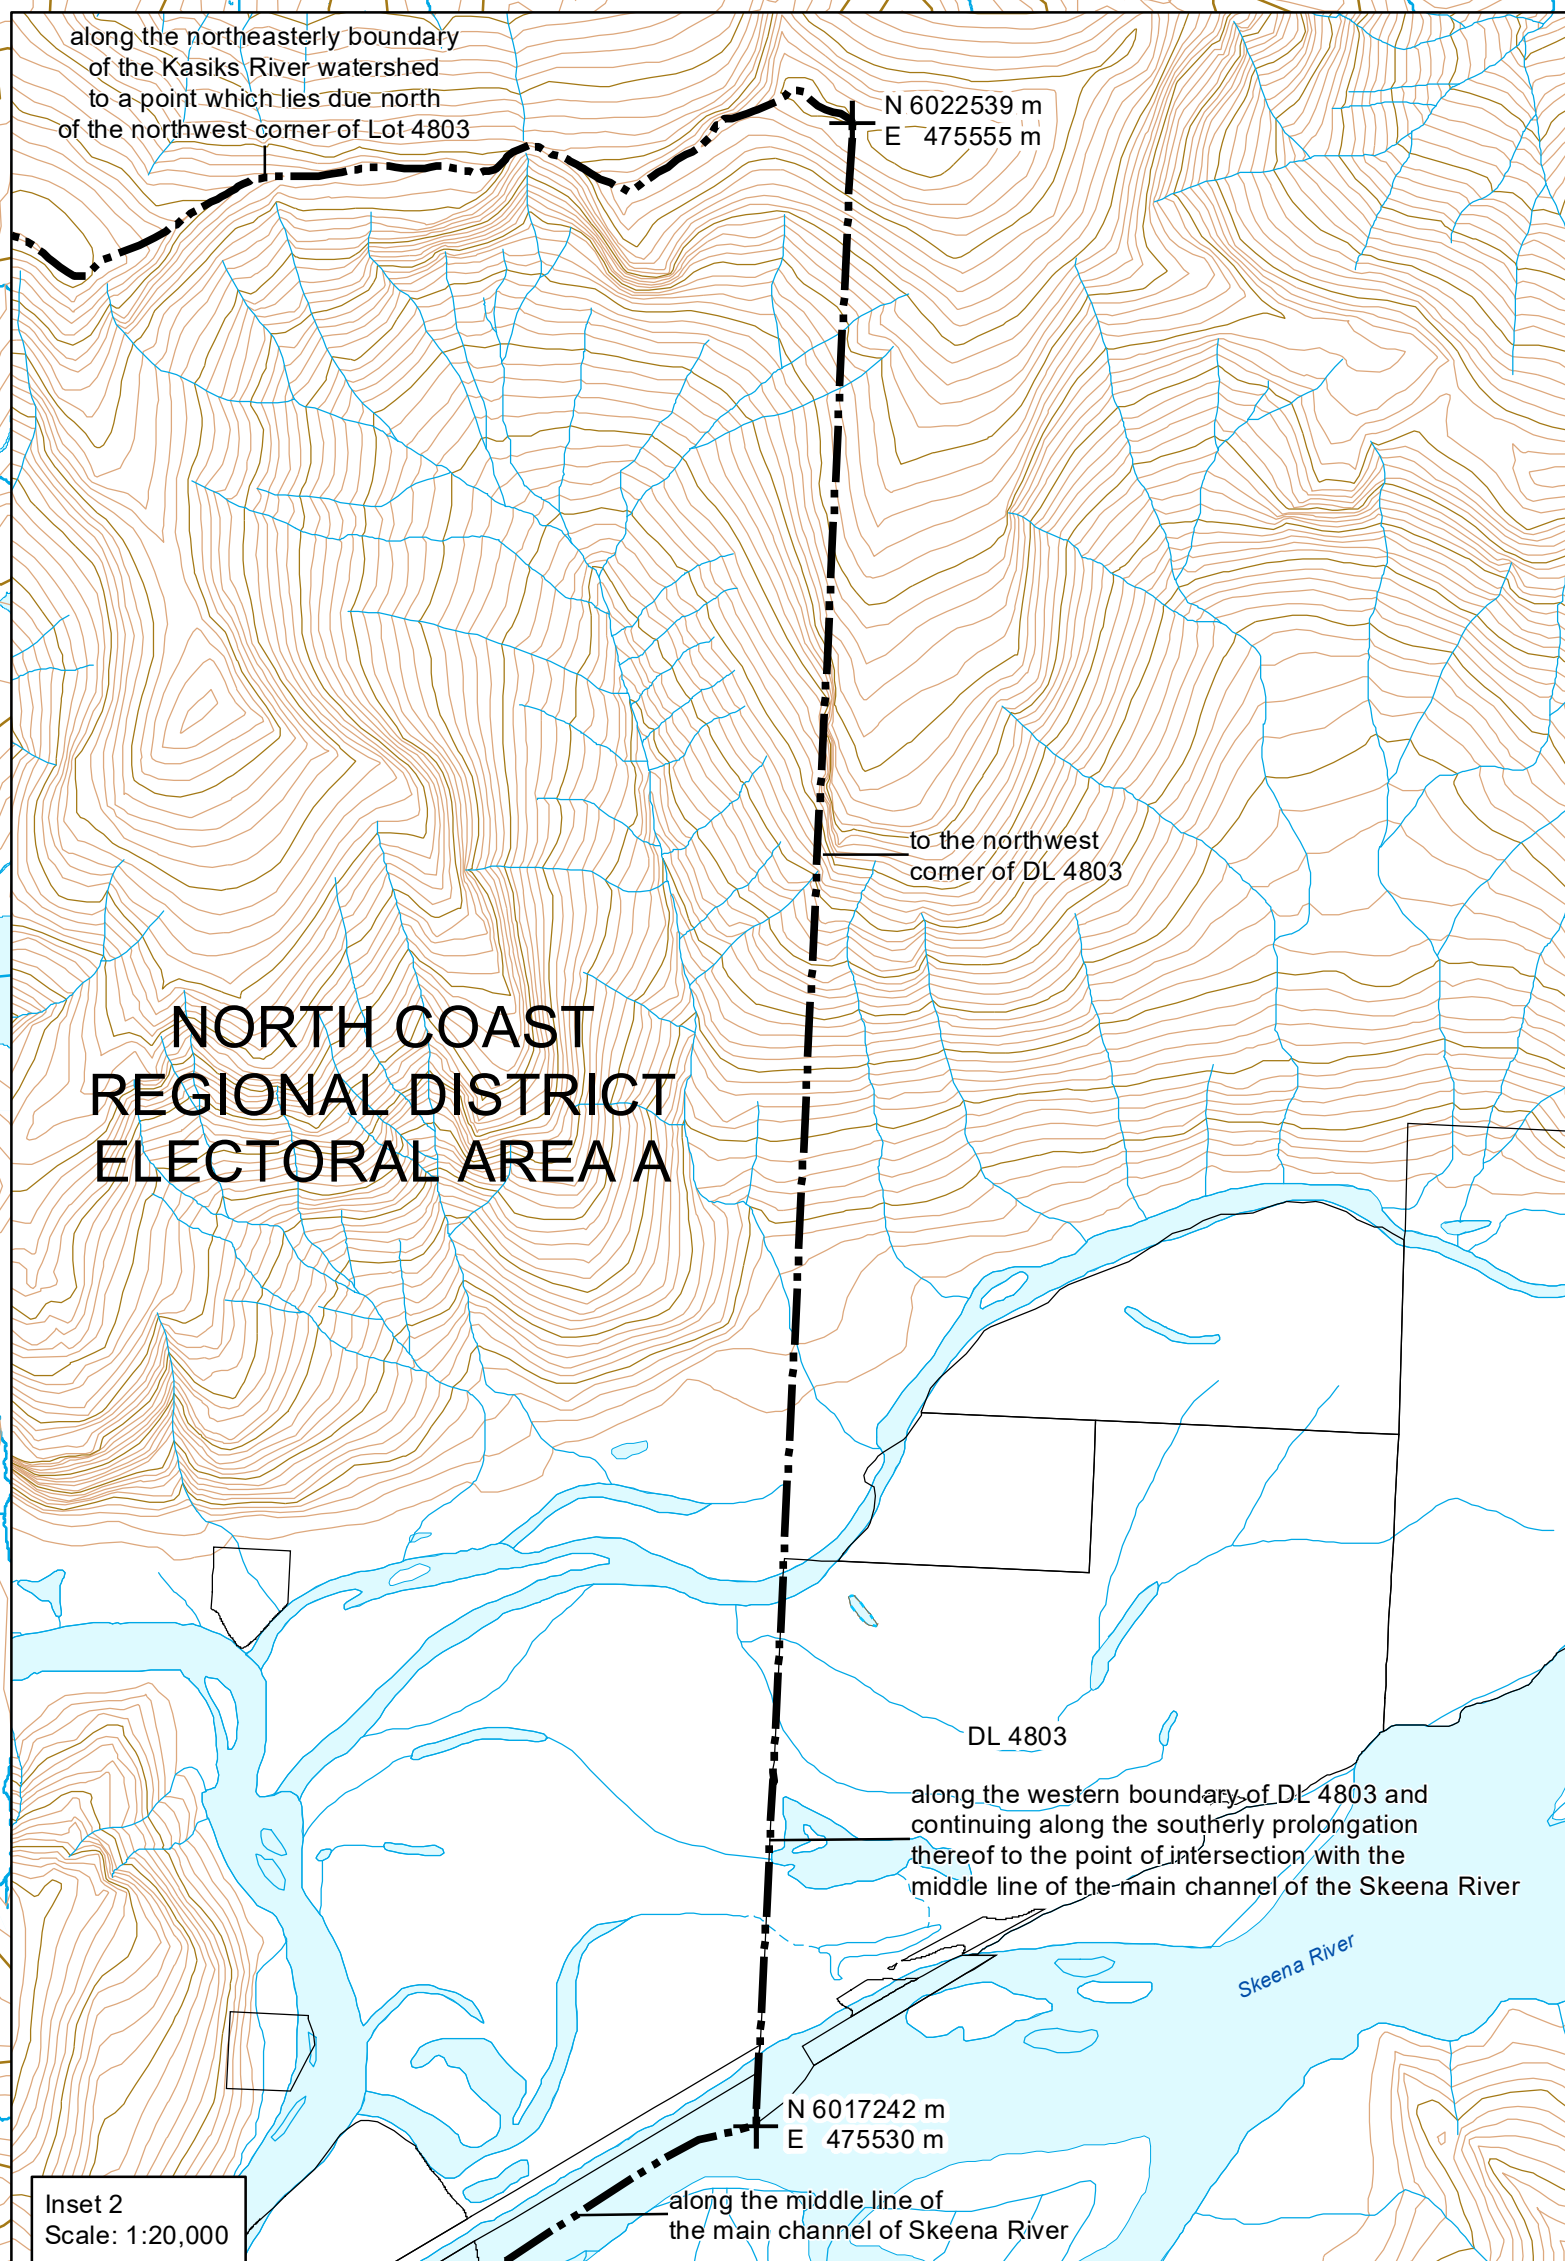 along the northeasterly boundary
of the Kasiks River watershed
to a point which lies due north
of the northwest corner of Lot 4803
N 6022539 m
E 475555 m
to the northwest
corner of DL 4803
NORTH COAST
REGIONAL DISTRICT
ELECTORAL AREA A
DL 4803
along the western boundary of DL 4803 and
continuing along the southerly prolongation
thereof to the point of intersection with the
middle line of the main channel of the Skeena River
Skeena River
N 6017242 m
E 475530 m
along the middle line of
the main channel of Skeena River
Inset 2
Scale: 1:20,000